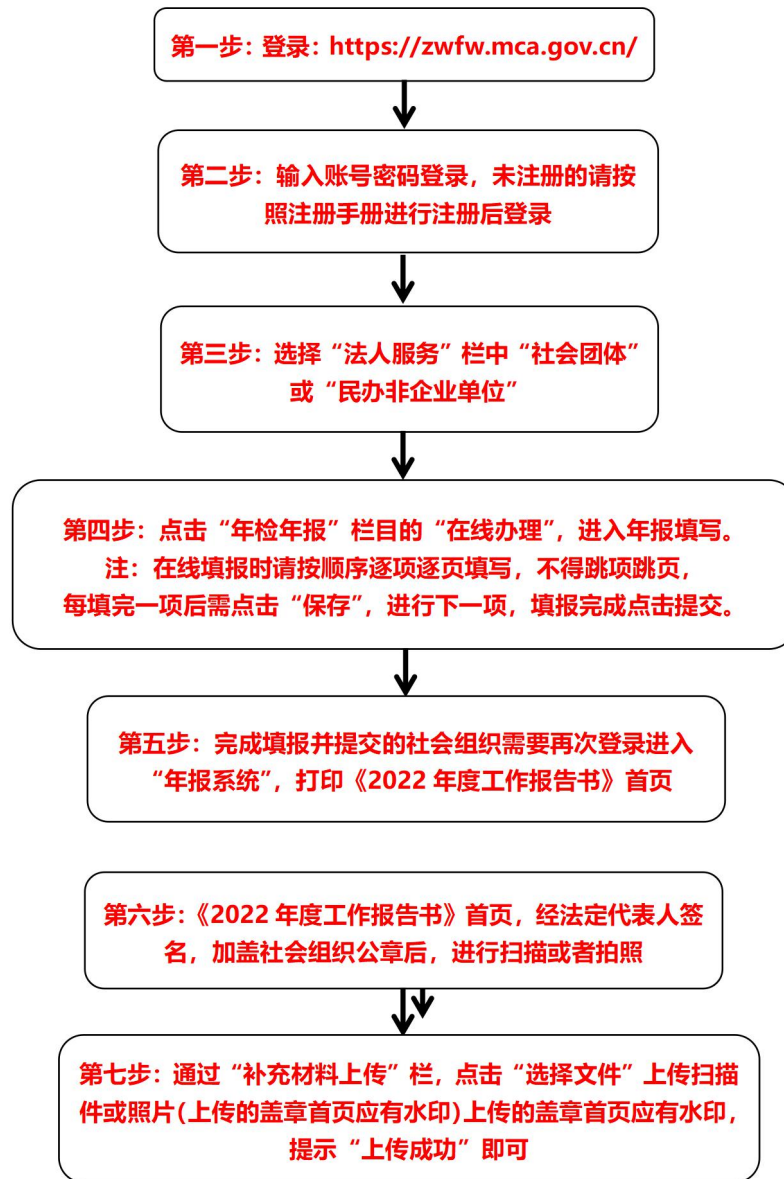 第一步：登录：https://zwfw.mca.gov.cn/
第二步：输入账号密码登录，未注册的请按
照注册手册进行注册后登录
第三步：选择“法人服务”栏中“社会团体”
或“民办非企业单位”
第四步：点击“年检年报”栏目的“在线办理”，进入年报填写。
注：在线填报时请按顺序逐项逐页填写，不得跳项跳页，
每填完一项后需点击“保存”，进行下一项，填报完成点击提交。
第五步：完成填报并提交的社会组织需要再次登录进入
“年报系统”，打印《2022 年度工作报告书》首页
第六步：《2022 年度工作报告书》首页，经法定代表人签
名，加盖社会组织公章后，进行扫描或者拍照
第七步：通过“补充材料上传”栏，点击“选择文件”上传扫描
件或照片(上传的盖章首页应有水印)上传的盖章首页应有水印，
提示“上传成功”即可